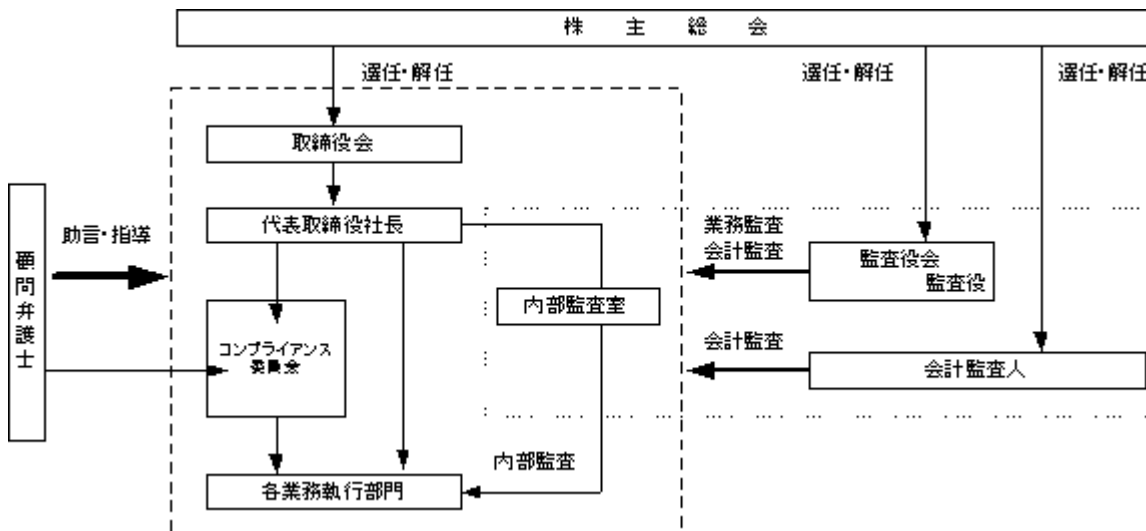 株主総会
選任・解任
選任・解任
選任・解任
取締役会
代表取締役社長
助言・指導
業務監査
会計監査
監査役会
監査役
顧問弁護士
内部監査室
コンプライアンス
委員会
会計監査
会計監査人
内部監査
各業務執行部門